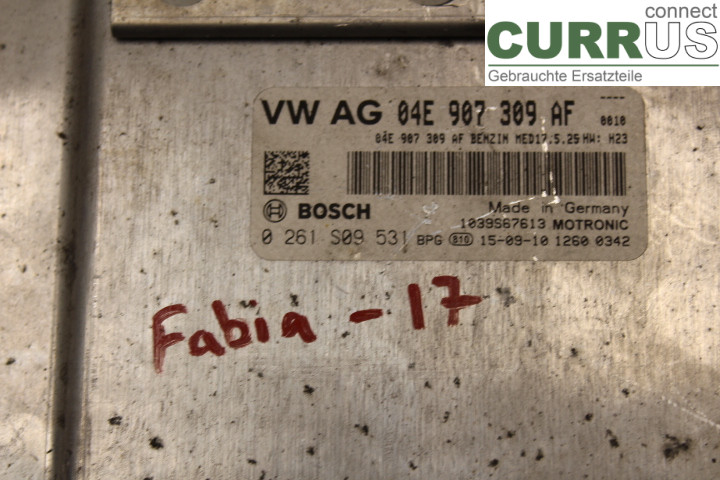 connect
CURRUS
Gebrauchte Ersatzteile
VW AG 04E 907 309 AF ----
0010
04E 907 309 AF BENZIN MED17.5.25 HW: H23
BOSCH
Made in Germany
1039S67613 MOTRONIC
0 261 S09 531 BPG 810 15-09-10 1260 0342
Fabia - 17